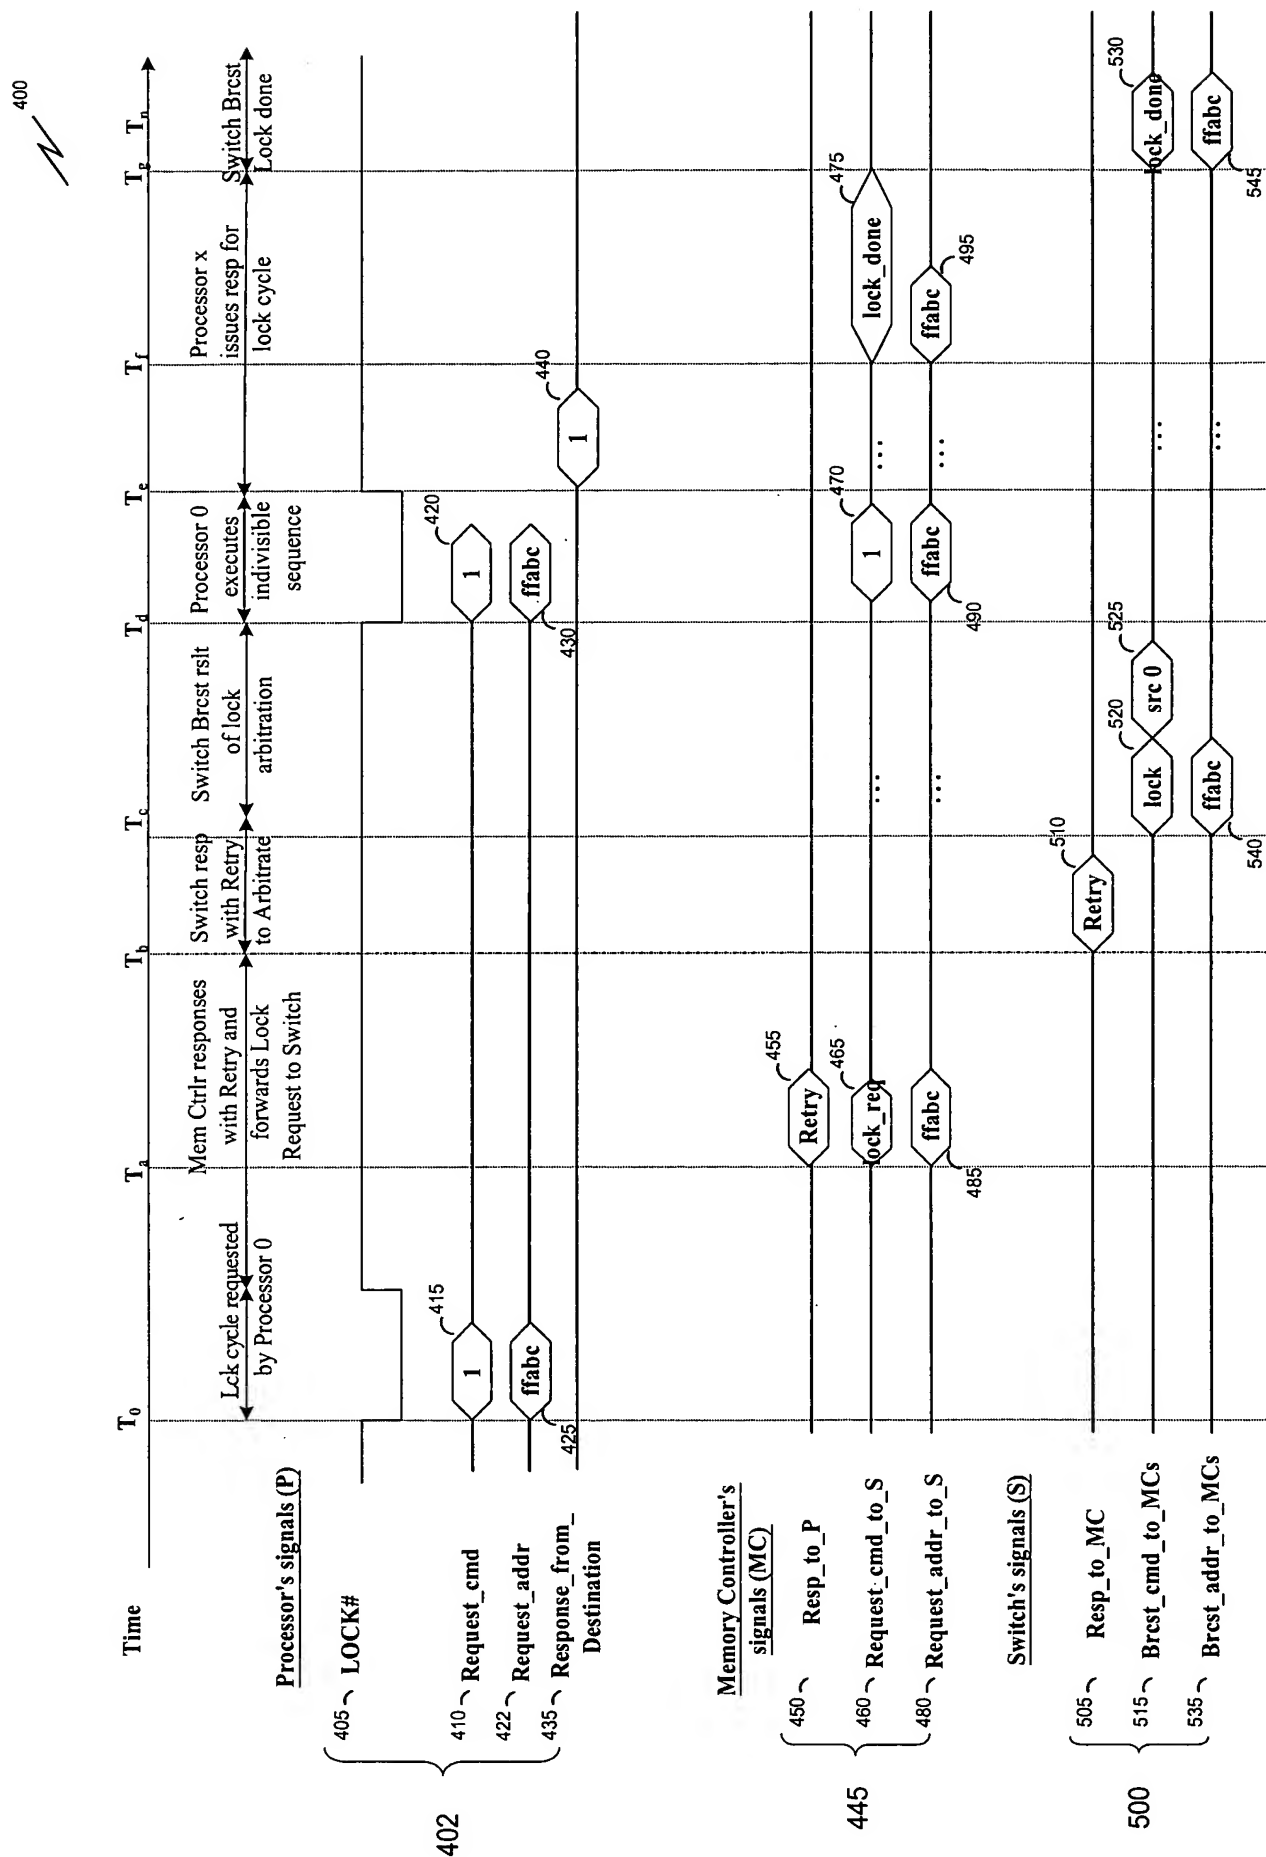 400
Time
T0
Ta
Tb
Tc
Td
Te
Tf
Tg
Tn
Lck cycle requested
by Processor 0
Mem Ctrlr responses
with Retry and
forwards Lock
Request to Switch
Switch resp
with Retry
to Arbitrate
Switch Brcst rslt
of lock
arbitration
Processor 0
executes
indivisible
sequence
Processor x
issues resp for
lock cycle
Switch Brcst
Lock done
402
Processor's signals (P)
405 LOCK#
410 Request_cmd
1
415
1
420
422 Request_addr
ffabc
425
ffabc
430
435 Response_from_
Destination
1
440
445
Memory Controller's
signals (MC)
450 Resp_to_P
Retry
455
460 Request_cmd_to_S
lock_req
465
...
1
470
...
lock_done
475
480 Request_addr_to_S
ffabc
485
...
ffabc
490
...
ffabc
495
500
Switch's signals (S)
505 Resp_to_MC
Retry
510
515 Brcst_cmd_to_MCs
lock
520
src 0
525
...
lock_done
530
535 Brcst_addr_to_MCs
ffabc
540
...
ffabc
545